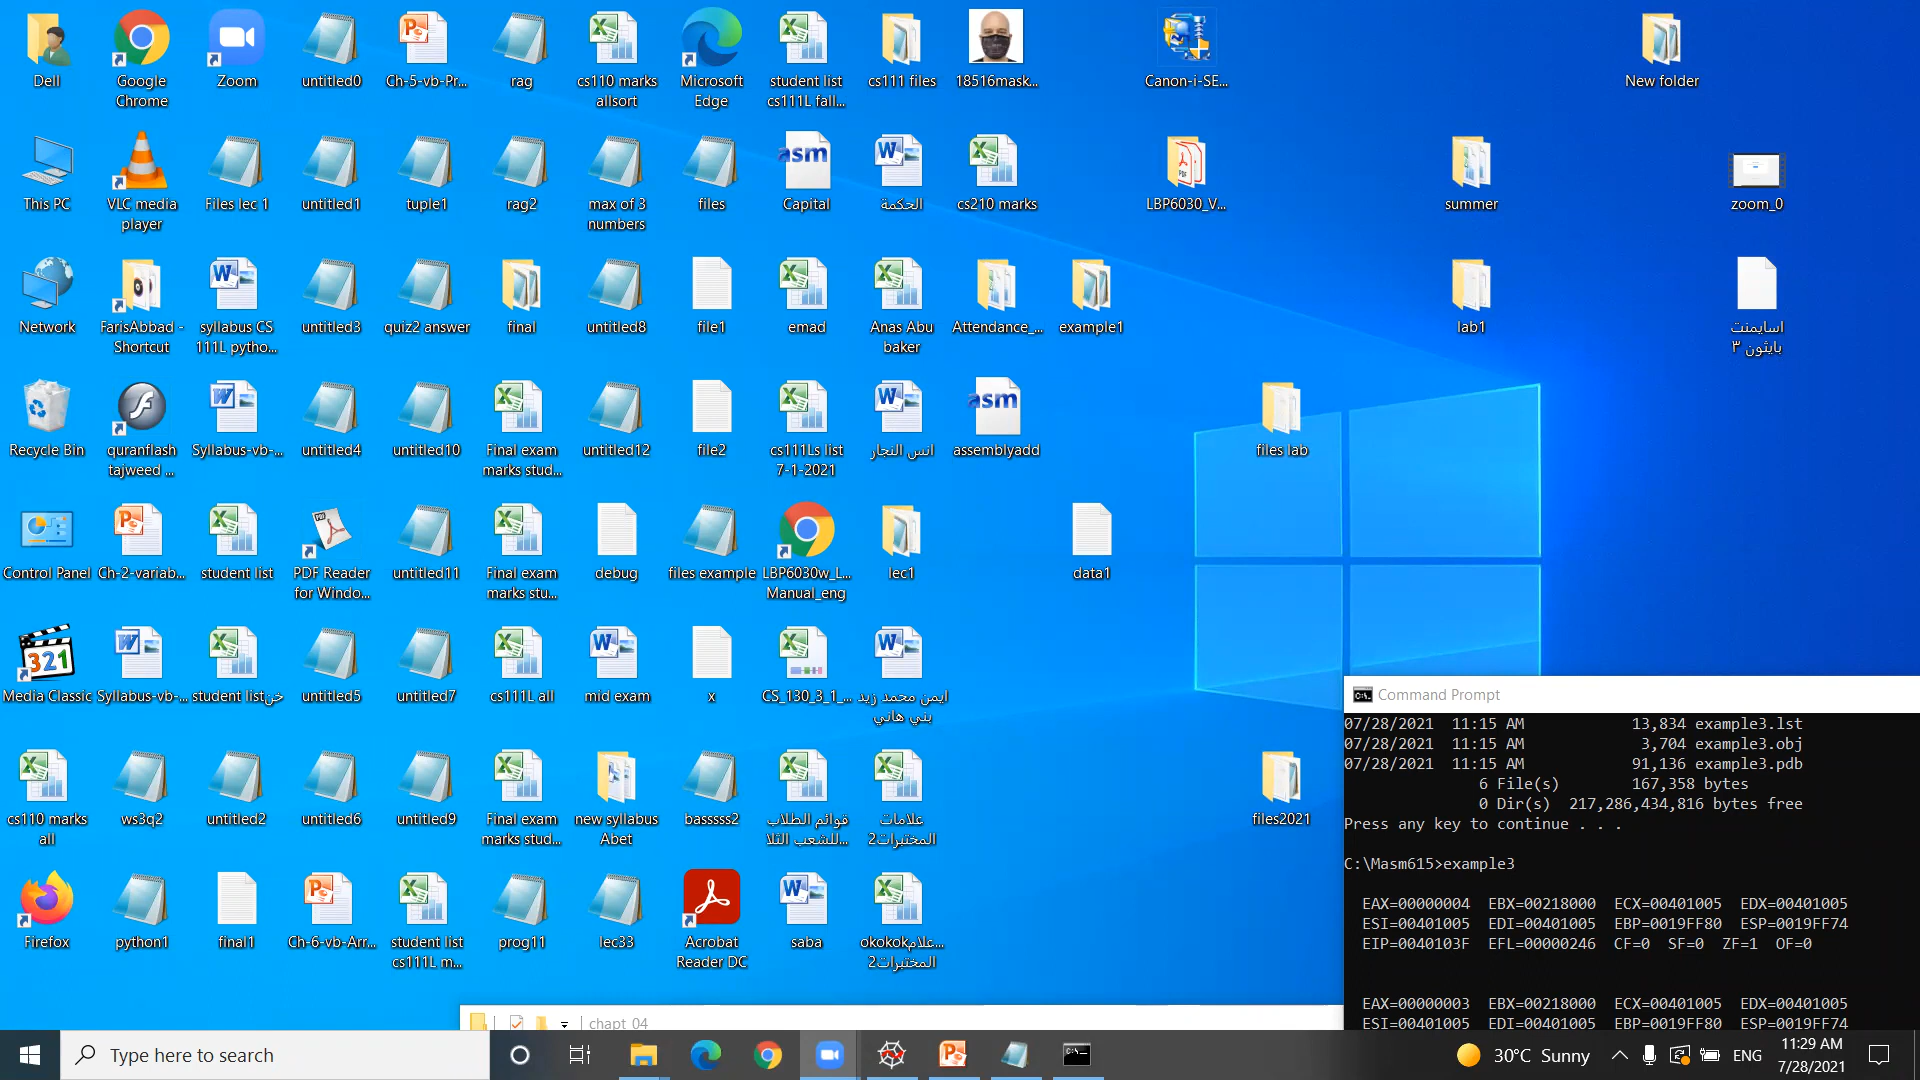 Dell
Google Chrome
Zoom
untitled0
Ch-5-vb-Pr...
rag
cs110 marks allsort
Microsoft Edge
student list cs111L fall...
cs111 files
18516mask...
Canon-i-SE...
New folder
This PC
VLC media player
Files lec 1
untitled1
tuple1
rag2
max of 3 numbers
files
asm
Capital
الحكمة
cs210 marks
LBP6030_V...
summer
zoom_0
Network
FarisAbbad - Shortcut
syllabus CS 111L pytho...
untitled3
quiz2 answer
final
untitled8
file1
emad
Anas Abu baker
Attendance_...
example1
lab1
اسايمنت بايثون ٣
Recycle Bin
quranflash tajweed ...
Syllabus-vb-...
untitled4
untitled10
Final exam marks stud...
untitled12
file2
cs111Ls list 7-1-2021
انس النجار
asm
assemblyadd
files lab
Control Panel
Ch-2-variab...
student list
PDF Reader for Windo...
untitled11
Final exam marks stu...
debug
files example
LBP6030w_L... Manual_eng
lec1
data1
Media Classic
Syllabus-vb-...
student listخن
untitled5
untitled7
cs111L all
mid exam
x
CS_130_3_1_...
ايمن محمد زيد بني هاني
cs110 marks all
ws3q2
untitled2
untitled6
untitled9
Final exam marks stud...
new syllabus Abet
basssss2
قوائم الطلاب للشعب الثلا...
علامات المختبرات2
files2021
Firefox
python1
final1
Ch-6-vb-Arr...
student list cs111L m...
prog11
lec33
Acrobat Reader DC
saba
okokokعلام... المختبرات2
Command Prompt
07/28/2021  11:15 AM            13,834 example3.lst
07/28/2021  11:15 AM             3,704 example3.obj
07/28/2021  11:15 AM            91,136 example3.pdb
6 File(s)        167,358 bytes
0 Dir(s)  217,286,434,816 bytes free
Press any key to continue . . .
C:\Masm615>example3
EAX=00000004  EBX=00218000  ECX=00401005  EDX=00401005
ESI=00401005  EDI=00401005  EBP=0019FF80  ESP=0019FF74
EIP=0040103F  EFL=00000246  CF=0  SF=0  ZF=1  OF=0
EAX=00000003  EBX=00218000  ECX=00401005  EDX=00401005
ESI=00401005  EDI=00401005  EBP=0019FF80  ESP=0019FF74
chapt_04
Type here to search
30°C Sunny
ENG
11:29 AM
7/28/2021